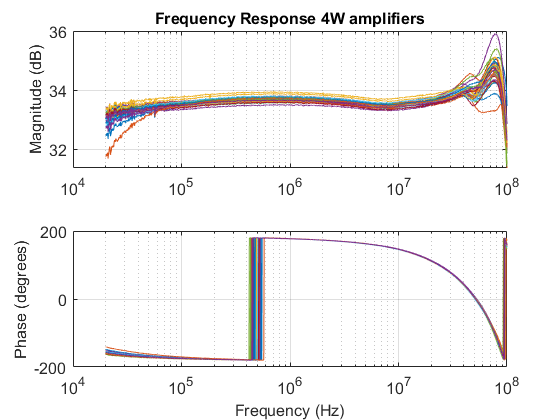 Frequency Response 4W amplifiers
Magnitude (dB)
36
34
32
10^4 10^5 10^6 10^7 10^8
Phase (degrees)
200
0
-200
10^4 10^5 10^6 10^7 10^8
Frequency (Hz)